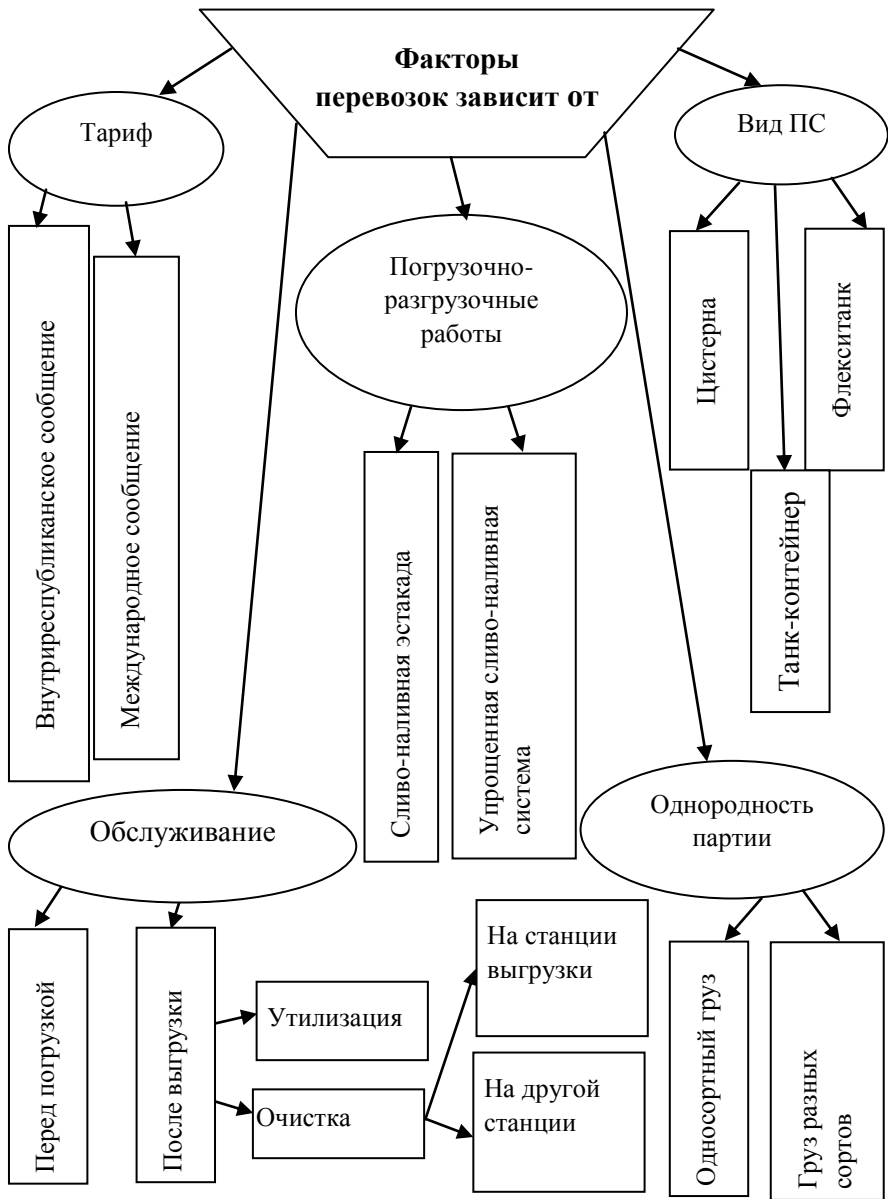 Факторы
перевозок зависит от
Тариф
Вид ПС
Погрузочно-
разгрузочные
работы
Внутриреспубликанское сообщение
Международное сообщение
Цистерна
Флекситанк
Танк-контейнер
Сливо-наливная эстакада
Упрощенная сливо-наливная
система
Обслуживание
Однородность
партии
Перед погрузкой
После выгрузки
Утилизация
Очистка
На станции
выгрузки
На другой
станции
Односортный груз
Груз разных
сортов